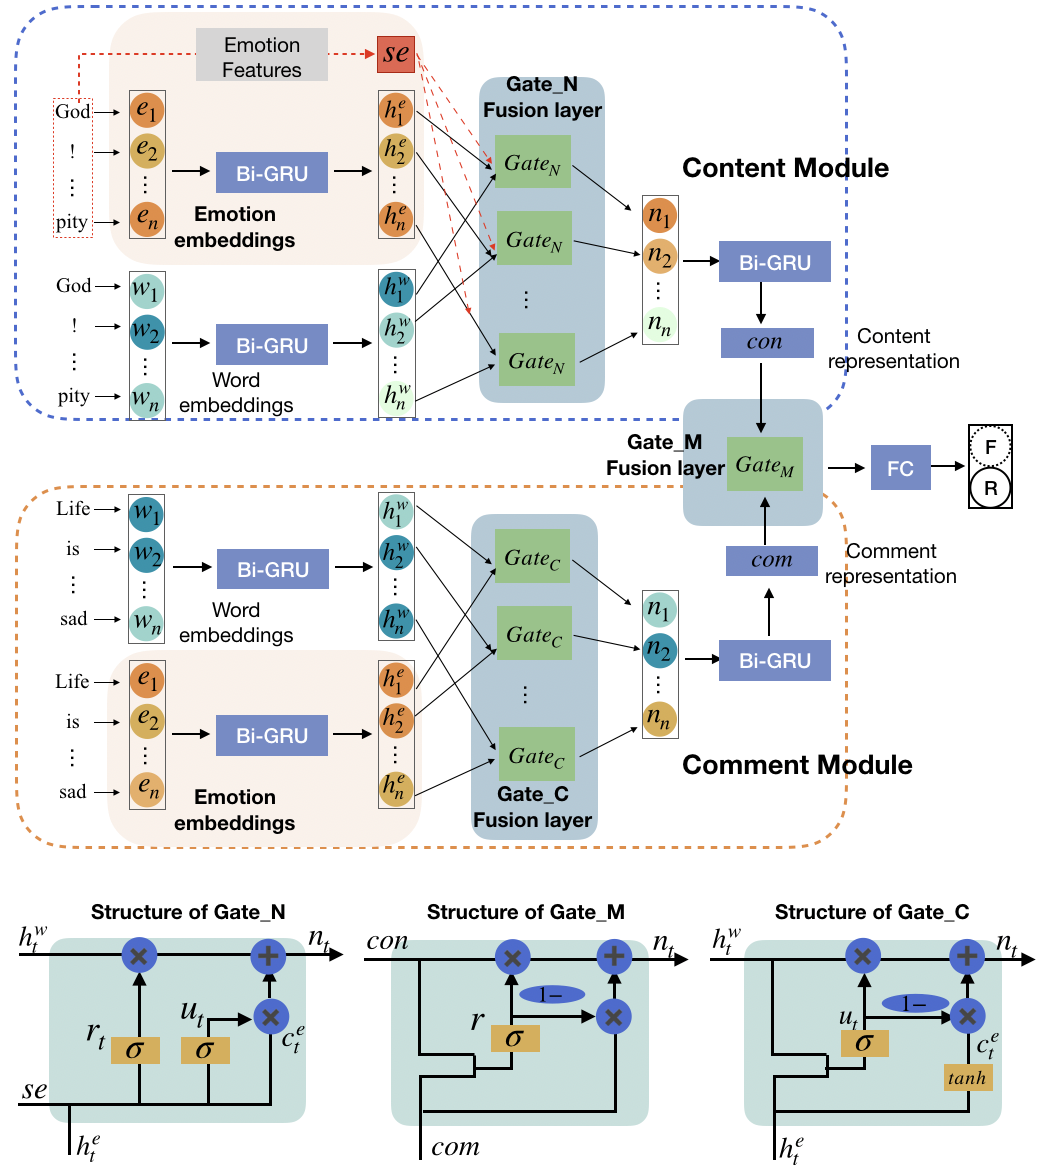 Emotion
Features
se
God
!
⋮
pity
e_1
e_2
⋮
e_n
Bi-GRU
Emotion
embeddings
h_1^e
h_2^e
⋮
h_n^e
God
!
⋮
pity
w_1
w_2
⋮
w_n
Bi-GRU
Word
embeddings
h_1^w
h_2^w
⋮
h_n^w
Gate_N
Fusion layer
Gate_N
Gate_N
⋮
Gate_N
Content Module
n_1
n_2
⋮
n_n
Bi-GRU
con
Content
representation
Gate_M
Fusion layer
Gate_M
FC
F
R
Life
is
⋮
sad
w_1
w_2
⋮
w_n
Bi-GRU
Word
embeddings
h_1^w
h_2^w
⋮
h_n^w
Life
is
⋮
sad
e_1
e_2
⋮
e_n
Bi-GRU
Emotion
embeddings
h_1^e
h_2^e
⋮
h_n^e
Gate_C
Gate_C
⋮
Gate_C
Gate_C
Fusion layer
n_1
n_2
⋮
n_n
Bi-GRU
com
Comment
representation
Comment Module
Structure of Gate_N
h_t^w
n_t
×
+
u_t
×
r_t
σ
σ
c_t^e
se
h_t^e
Structure of Gate_M
con
n_t
×
+
1−
r
×
σ
com
Structure of Gate_C
h_t^w
n_t
×
+
1−
u_t
×
σ
c_t^e
tanh
h_t^e